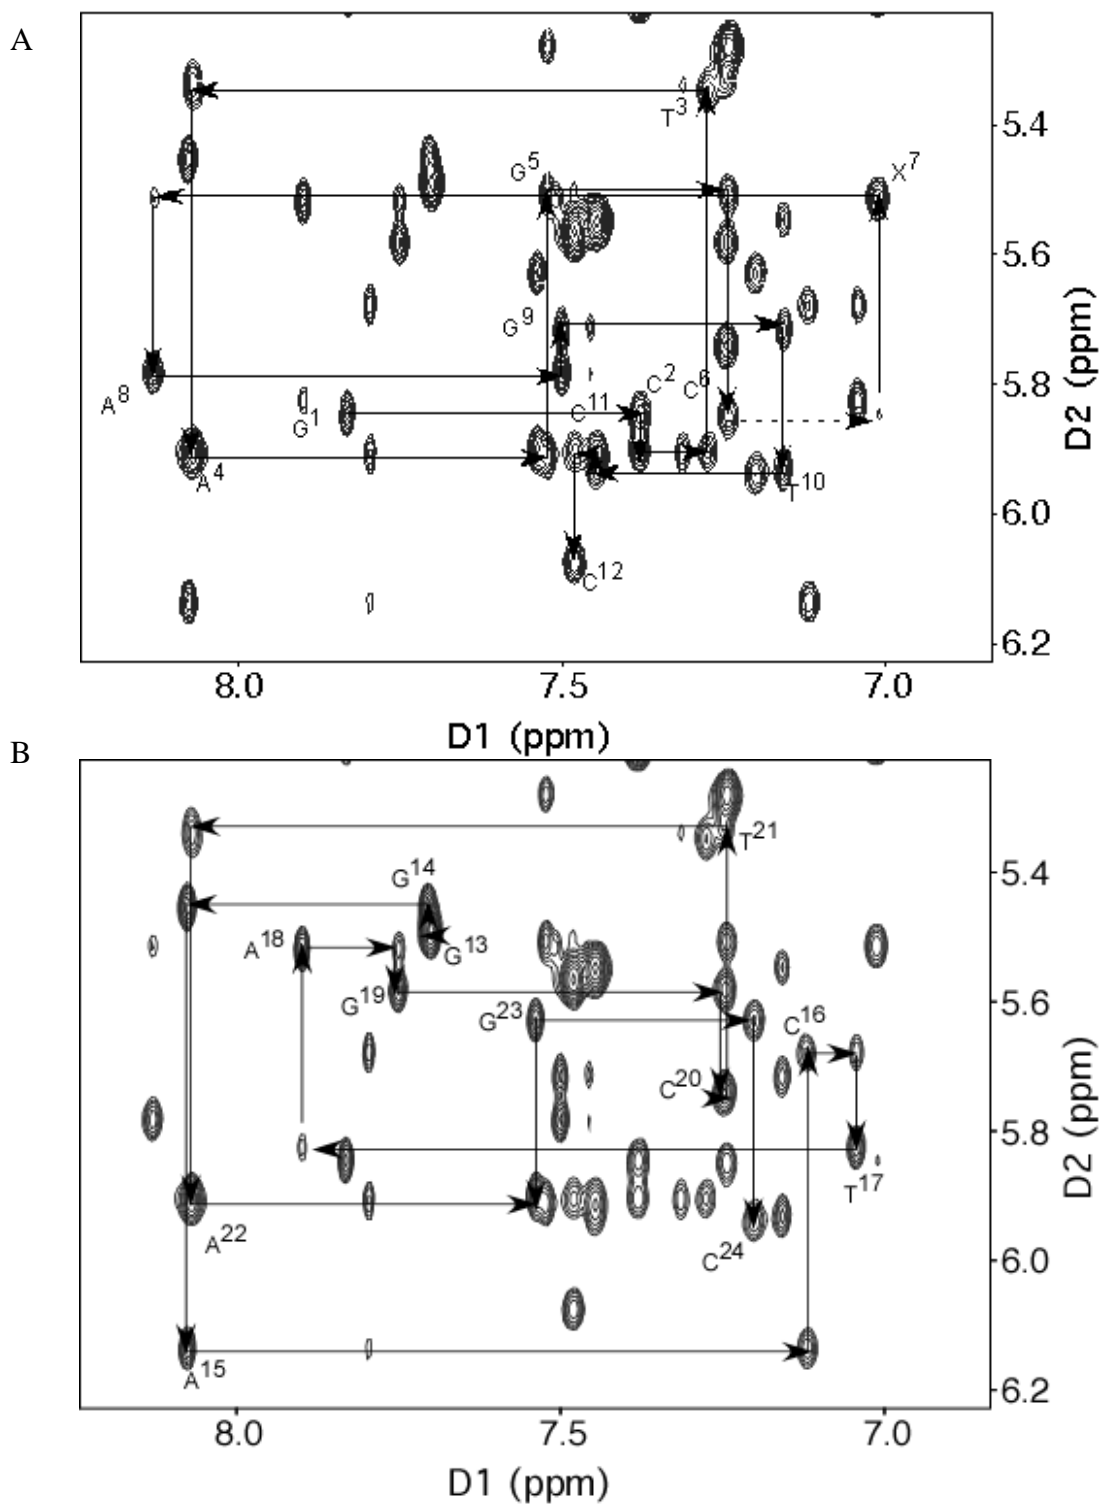 A
T3
G5
X7
5.4
5.6
G9
A8
G1
C11
C2
C6
5.8
A4
T10
6.0
C12
6.2
D2 (ppm)
8.0
7.5
7.0
D1 (ppm)
B
T21
G14
5.4
A18
G13
G19
G23
C16
5.6
C20
T17
5.8
A22
C24
6.0
A15
6.2
D2 (ppm)
8.0
7.5
7.0
D1 (ppm)